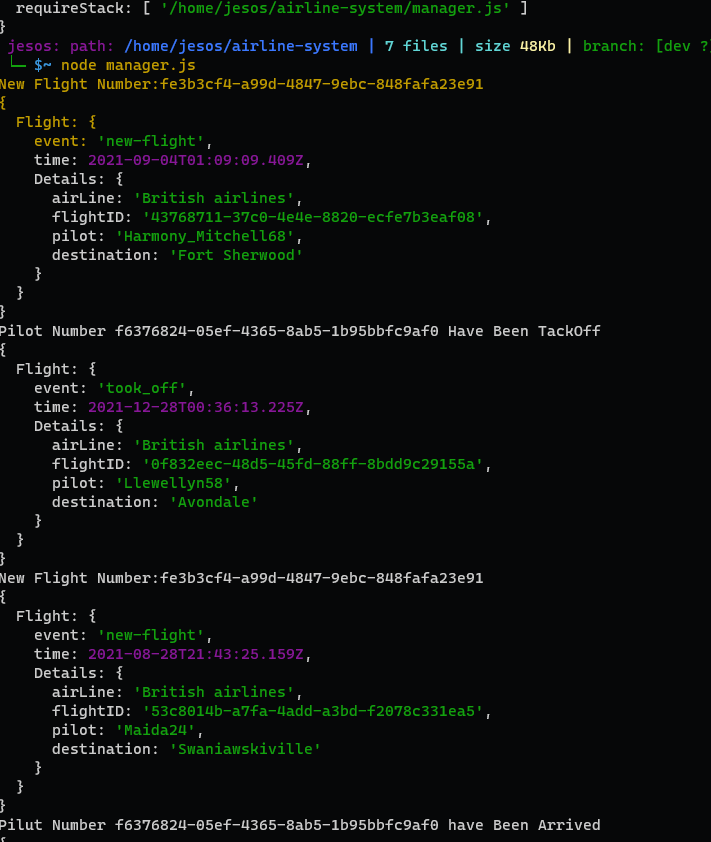 requireStack: [ '/home/jesos/airline-system/manager.js' ]
}
jesos: path: /home/jesos/airline-system | 7 files | size 48Kb | branch: [dev ?]
└─ $~ node manager.js
New Flight Number:fe3b3cf4-a99d-4847-9ebc-848fafa23e91
{
Flight: {
event: 'new-flight',
time: 2021-09-04T01:09:09.409Z,
Details: {
airLine: 'British airlines',
flightID: '43768711-37c0-4e4e-8820-ecfe7b3eaf08',
pilot: 'Harmony_Mitchell68',
destination: 'Fort Sherwood'
}
}
}
Pilot Number f6376824-05ef-4365-8ab5-1b95bbfc9af0 Have Been TackOff
{
Flight: {
event: 'took_off',
time: 2021-12-28T00:36:13.225Z,
Details: {
airLine: 'British airlines',
flightID: '0f832eec-48d5-45fd-88ff-8bdd9c29155a',
pilot: 'Llewellyn58',
destination: 'Avondale'
}
}
}
New Flight Number:fe3b3cf4-a99d-4847-9ebc-848fafa23e91
{
Flight: {
event: 'new-flight',
time: 2021-08-28T21:43:25.159Z,
Details: {
airLine: 'British airlines',
flightID: '53c8014b-a7fa-4add-a3bd-f2078c331ea5',
pilot: 'Maida24',
destination: 'Swaniawskiville'
}
}
}
Pilut Number f6376824-05ef-4365-8ab5-1b95bbfc9af0 have Been Arrived
{